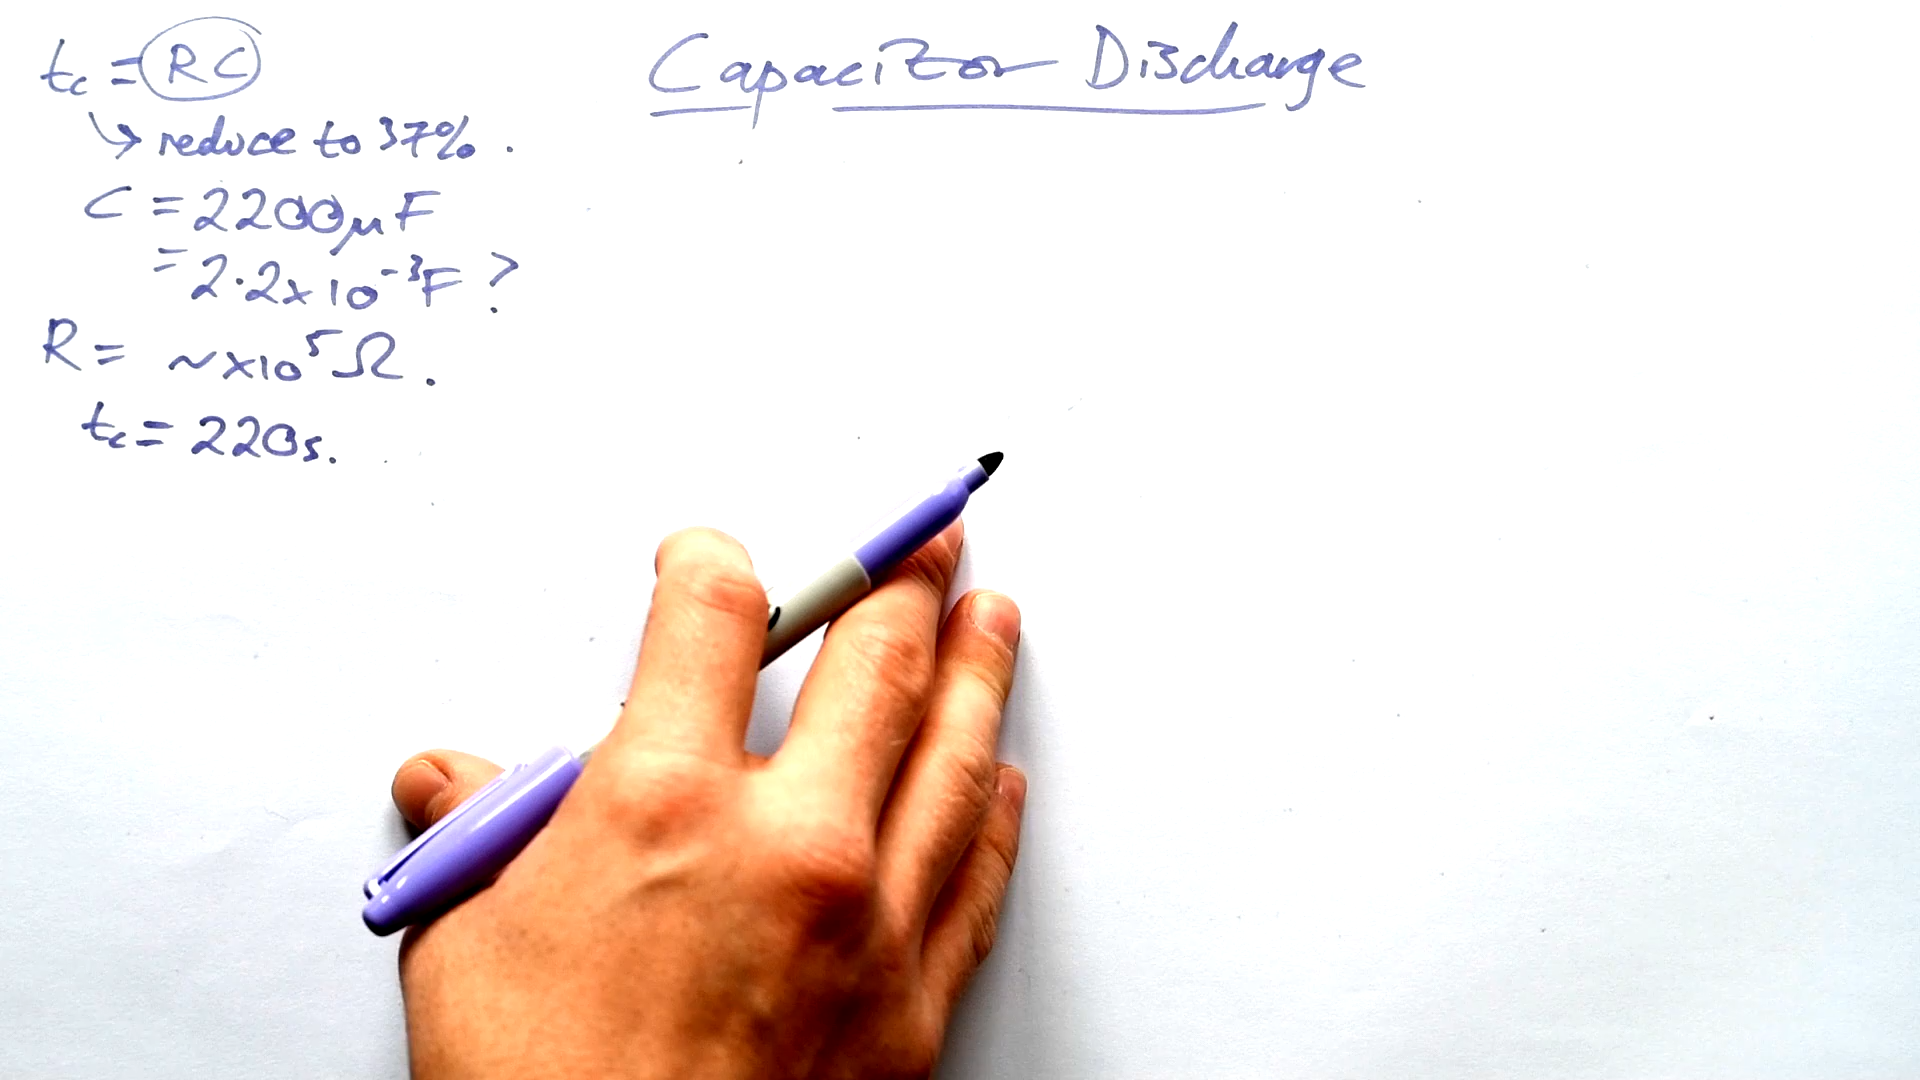 Capacitor Discharge
tc = RC
↳ reduce to 37%.
C = 2200μF
= 2.2x10⁻³F ?
R = ~x10⁵Ω.
tc = 220s.